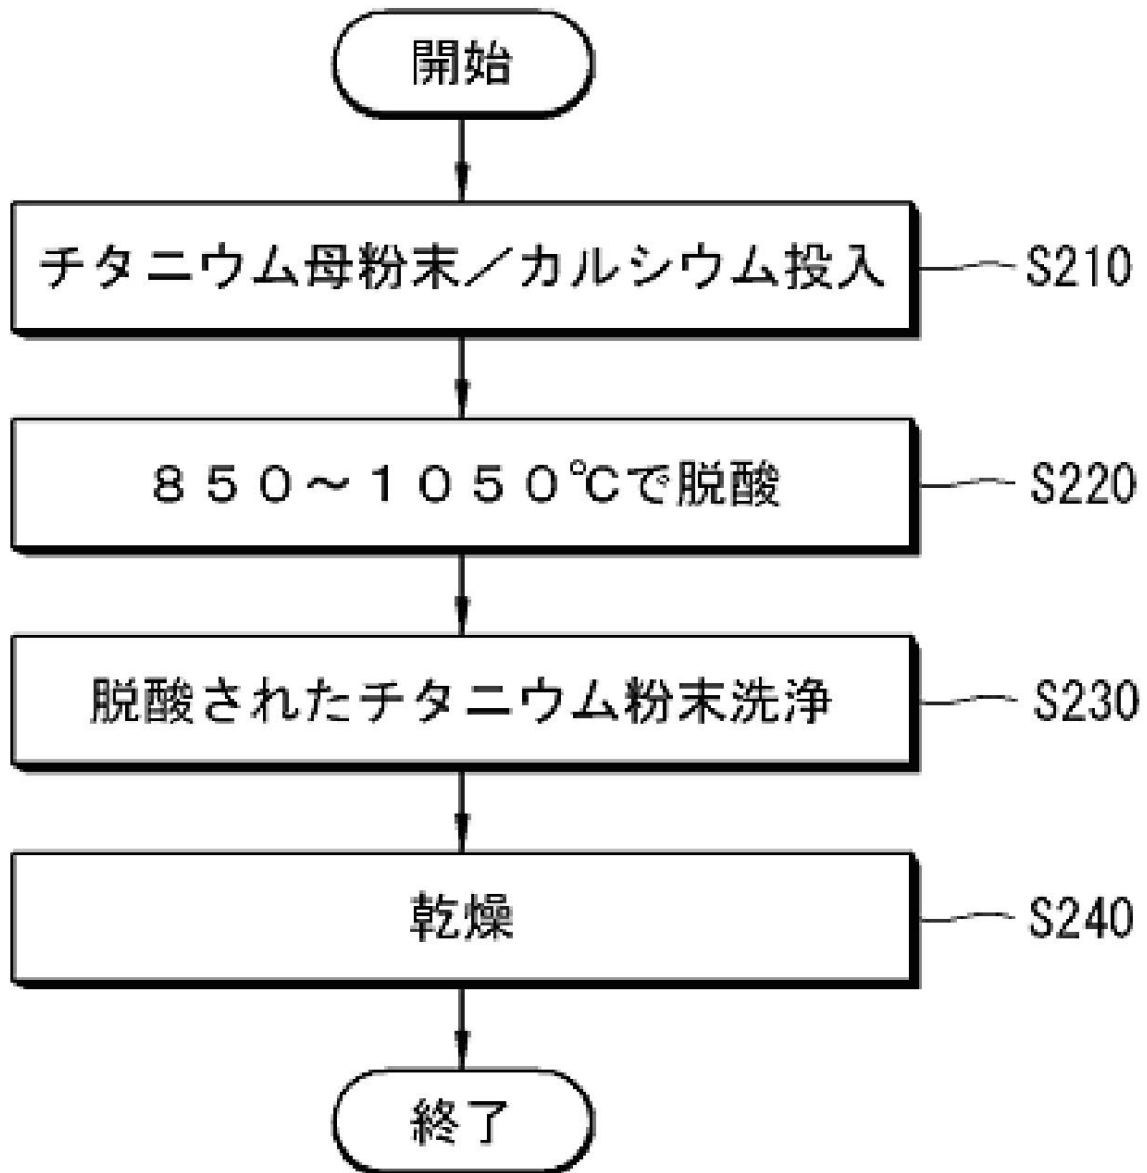 開始
チタニウム母粉末／カルシウム投入
S210
８５０～１０５０℃で脱酸
S220
脱酸されたチタニウム粉末洗浄
S230
乾燥
S240
終了